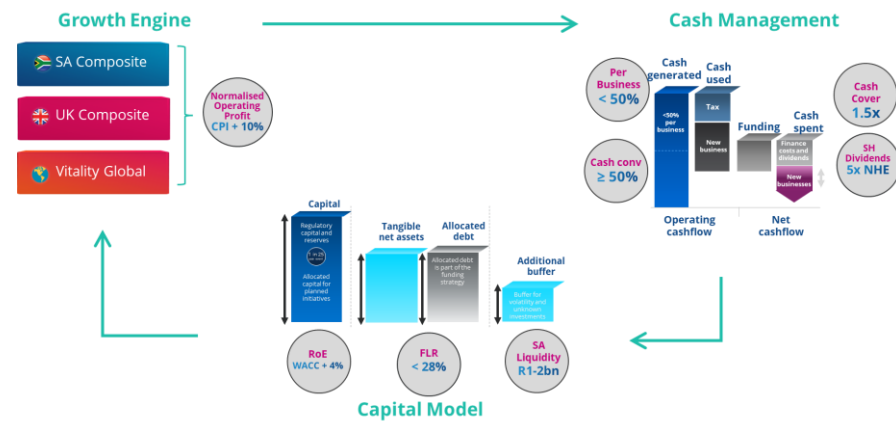 Growth Engine
Cash Management
SA Composite
UK Composite
Vitality Global
Normalised
Operating
Profit
CPI + 10%
Per
Business
< 50%
Cash conv
≥ 50%
Cash
generated
Cash
used
<50%
per
business
Tax
New
business
Funding
Cash
spent
Finance
costs and
dividends
New
businesses
Operating
cashflow
Net
cashflow
Cash
Cover
1.5x
SH
Dividends
5x NHE
Capital
Regulatory
capital and
reserves
1 in 25
Allocated
capital for
planned
initiatives
Tangible
net assets
Allocated
debt
Allocated debt
is part of the
funding
strategy
Additional
buffer
Buffer for
volatility and
unknown
investments
RoE
WACC + 4%
FLR
< 28%
SA
Liquidity
R1-2bn
Capital Model